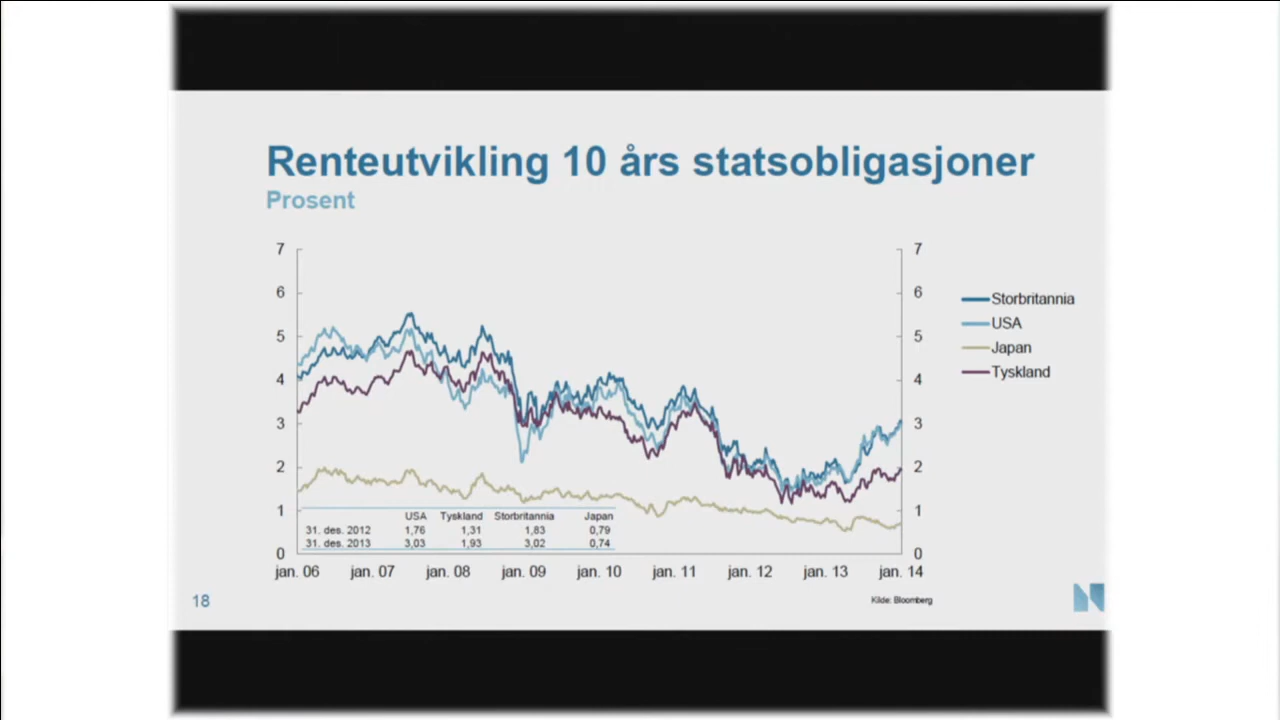 Renteutvikling 10 års statsobligasjoner
Prosent
7 7
6 6
5 5
4 4
3 3
2 2
1 1
0 0
Storbritannia
USA
Japan
Tyskland
USA Tyskland Storbritannia Japan
31. des. 2012 1,76 1,31 1,83 0,79
31. des. 2013 3,03 1,93 3,02 0,74
jan. 06 jan. 07 jan. 08 jan. 09 jan. 10 jan. 11 jan. 12 jan. 13 jan. 14
18
Kilde: Bloomberg